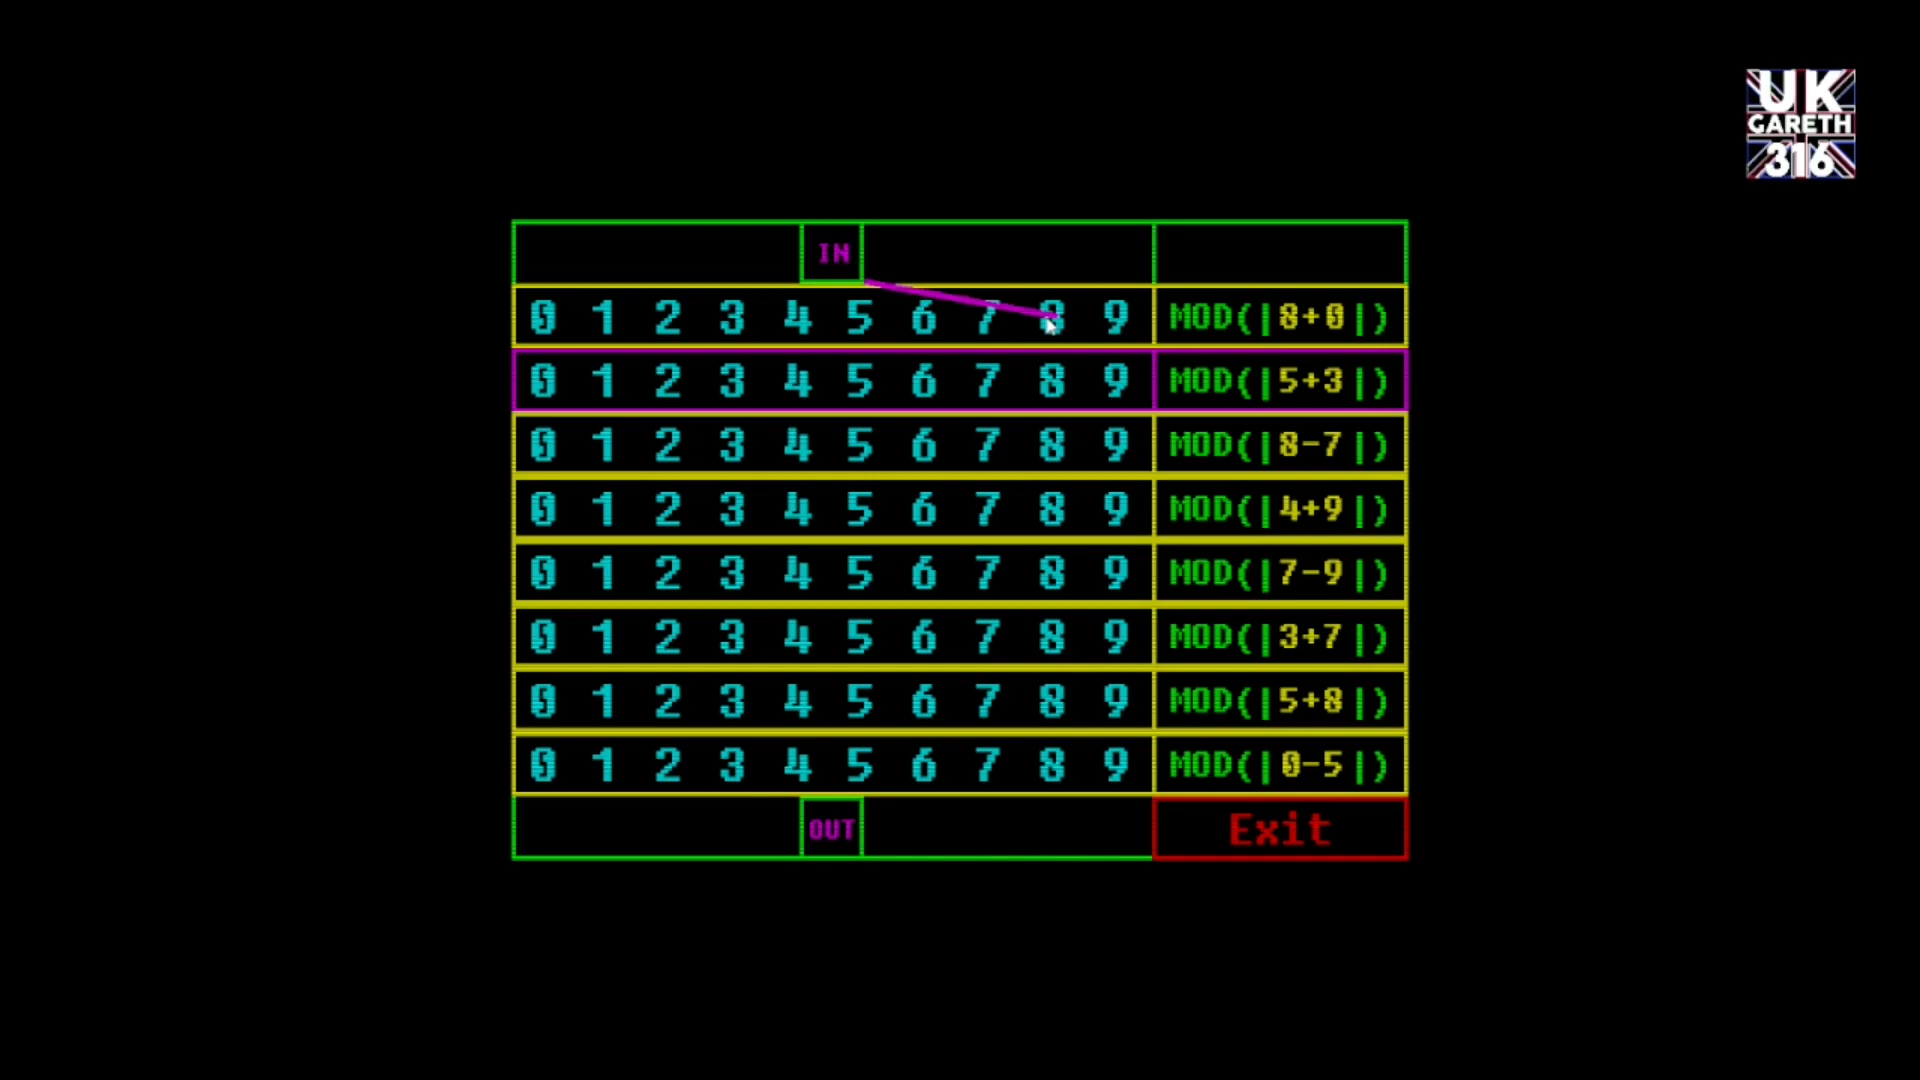 UK
GARETH
316
IN
0 1 2 3 4 5 6 7 8 9 MOD(|8+0|)
0 1 2 3 4 5 6 7 8 9 MOD(|5+3|)
0 1 2 3 4 5 6 7 8 9 MOD(|8-7|)
0 1 2 3 4 5 6 7 8 9 MOD(|4+9|)
0 1 2 3 4 5 6 7 8 9 MOD(|7-9|)
0 1 2 3 4 5 6 7 8 9 MOD(|3+7|)
0 1 2 3 4 5 6 7 8 9 MOD(|5+8|)
0 1 2 3 4 5 6 7 8 9 MOD(|0-5|)
OUT Exit